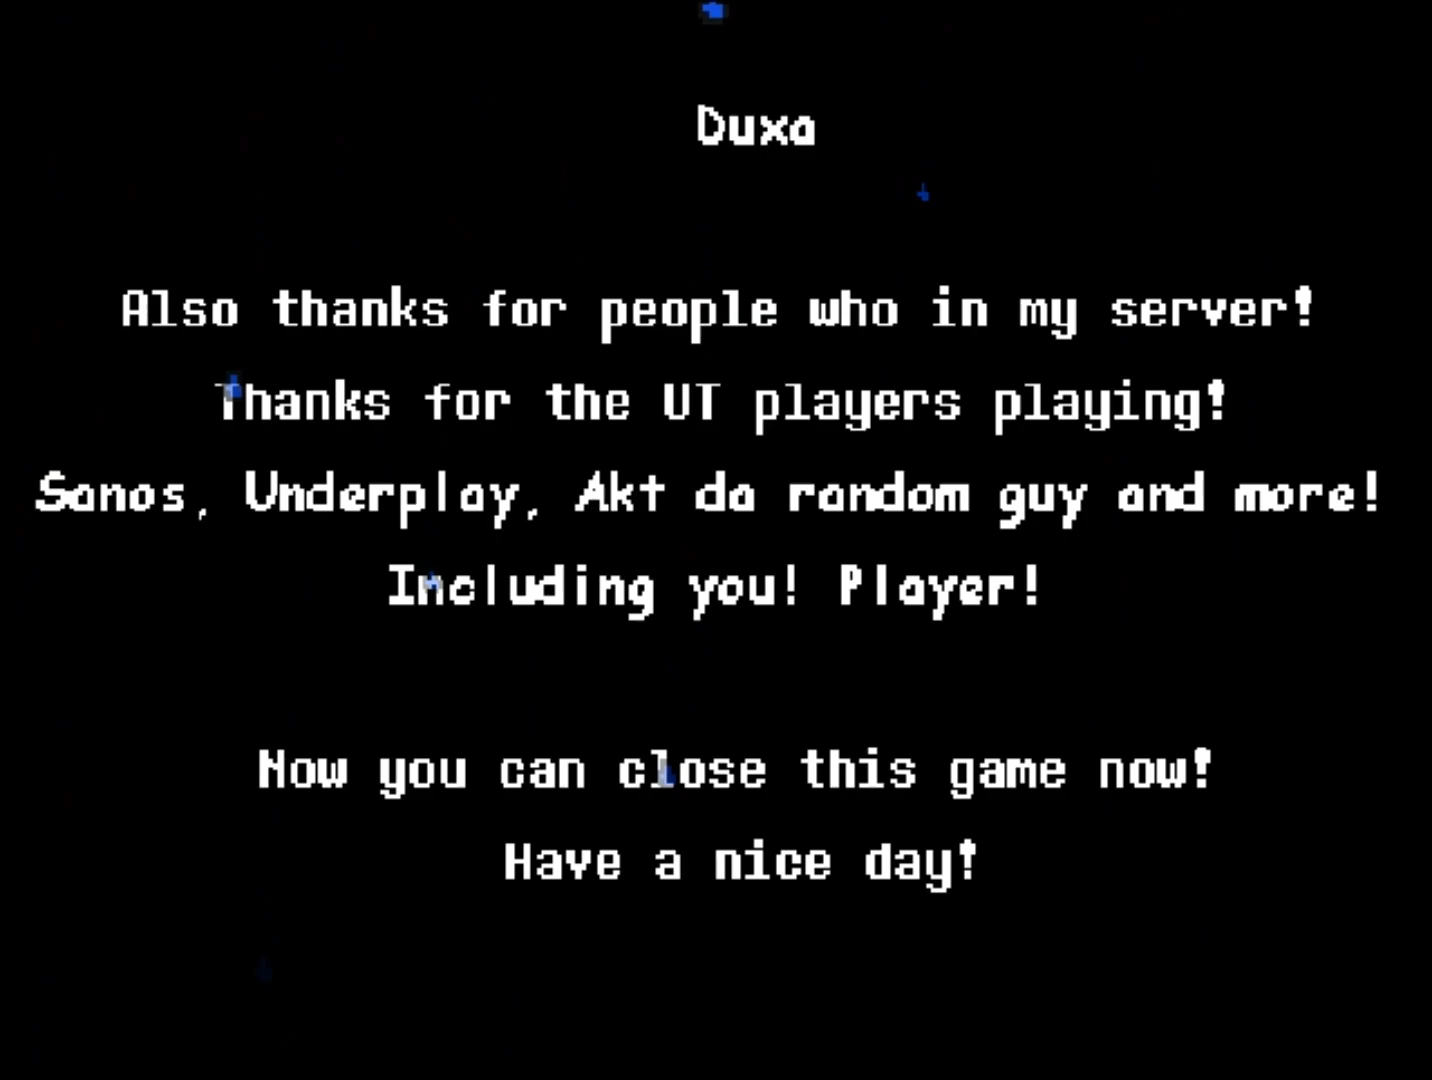 Duxa
Also thanks for people who in my server!
Thanks for the UT players playing!
Sanos, Underplay, Akt da random guy and more!
Including you! Player!
Now you can close this game now!
Have a nice day!